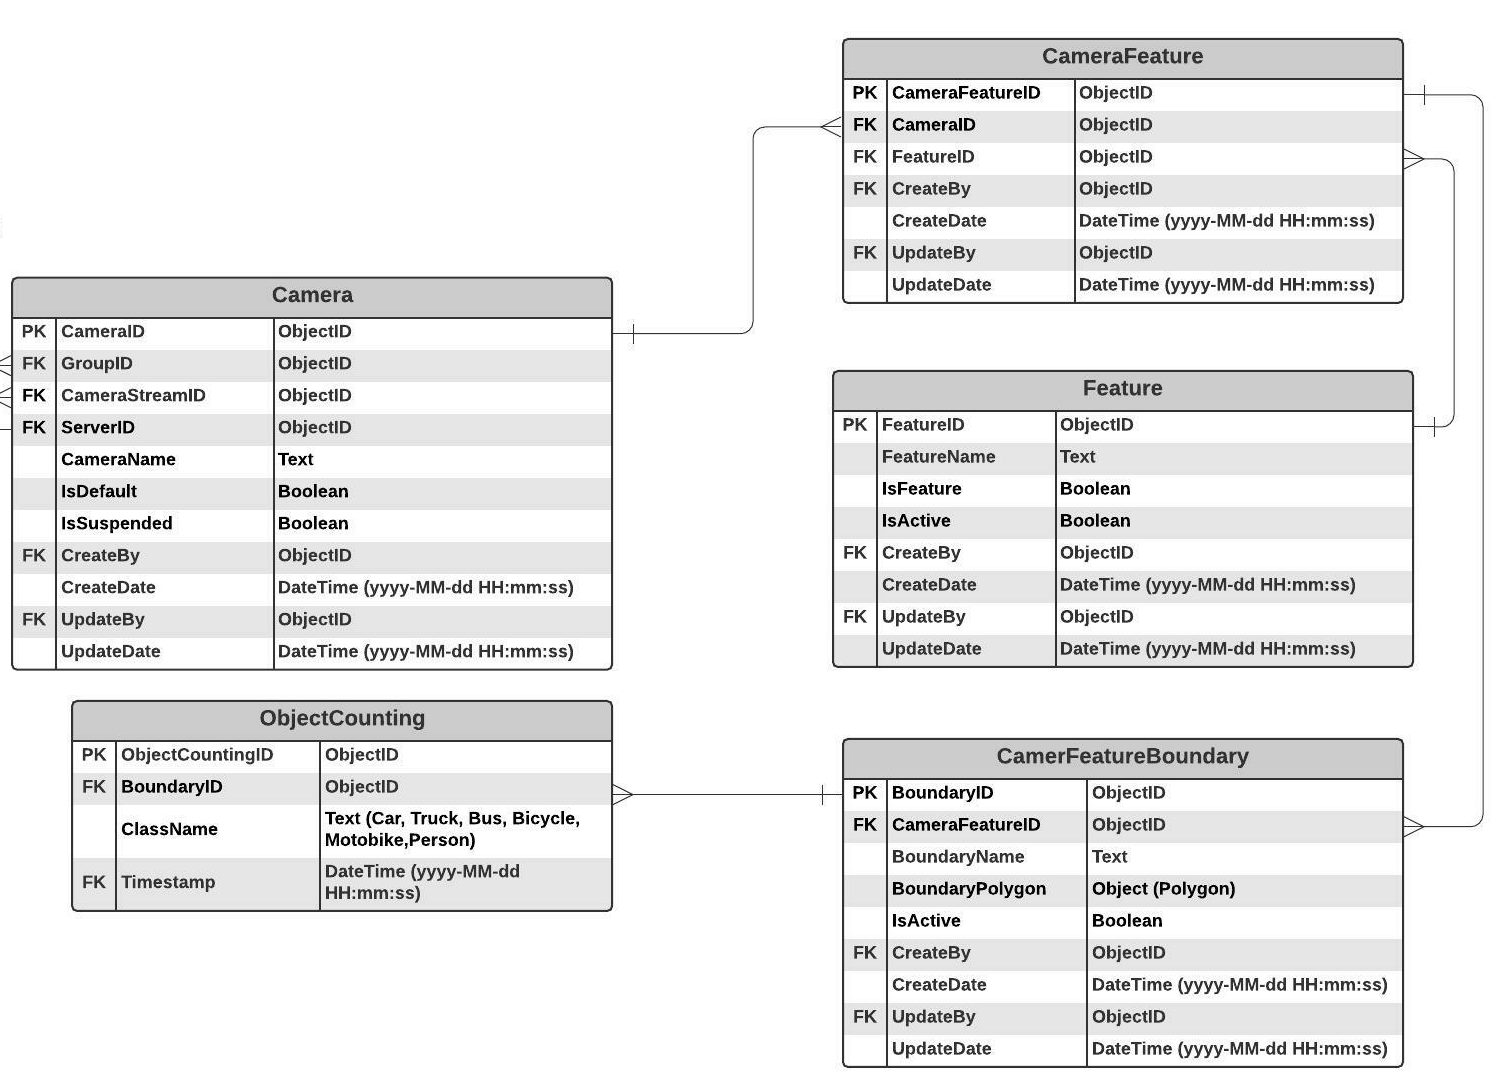 CameraFeature
PK CameraFeatureID ObjectID
FK CameraID ObjectID
FK FeatureID ObjectID
FK CreateBy ObjectID
CreateDate DateTime (yyyy-MM-dd HH:mm:ss)
FK UpdateBy ObjectID
UpdateDate DateTime (yyyy-MM-dd HH:mm:ss)
Camera
PK CameraID ObjectID
FK GroupID ObjectID
FK CameraStreamID ObjectID
FK ServerID ObjectID
CameraName Text
IsDefault Boolean
IsSuspended Boolean
FK CreateBy ObjectID
CreateDate DateTime (yyyy-MM-dd HH:mm:ss)
FK UpdateBy ObjectID
UpdateDate DateTime (yyyy-MM-dd HH:mm:ss)
Feature
PK FeatureID ObjectID
FeatureName Text
IsFeature Boolean
IsActive Boolean
FK CreateBy ObjectID
CreateDate DateTime (yyyy-MM-dd HH:mm:ss)
FK UpdateBy ObjectID
UpdateDate DateTime (yyyy-MM-dd HH:mm:ss)
ObjectCounting
PK ObjectCountingID ObjectID
FK BoundaryID ObjectID
ClassName Text (Car, Truck, Bus, Bicycle,
Motobike,Person)
FK Timestamp DateTime (yyyy-MM-dd
HH:mm:ss)
CamerFeatureBoundary
PK BoundaryID ObjectID
FK CameraFeatureID ObjectID
BoundaryName Text
BoundaryPolygon Object (Polygon)
IsActive Boolean
FK CreateBy ObjectID
CreateDate DateTime (yyyy-MM-dd HH:mm:ss)
FK UpdateBy ObjectID
UpdateDate DateTime (yyyy-MM-dd HH:mm:ss)